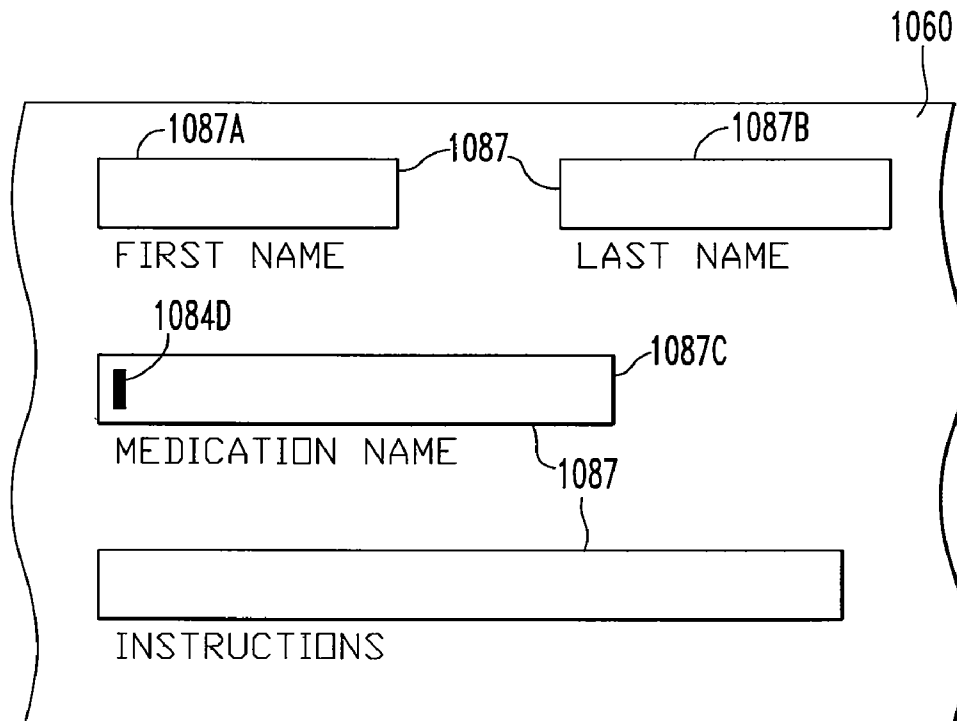 1060
1087A 1087 1087B
FIRST NAME LAST NAME
1084D
1087C
MEDICATION NAME
1087
INSTRUCTIONS